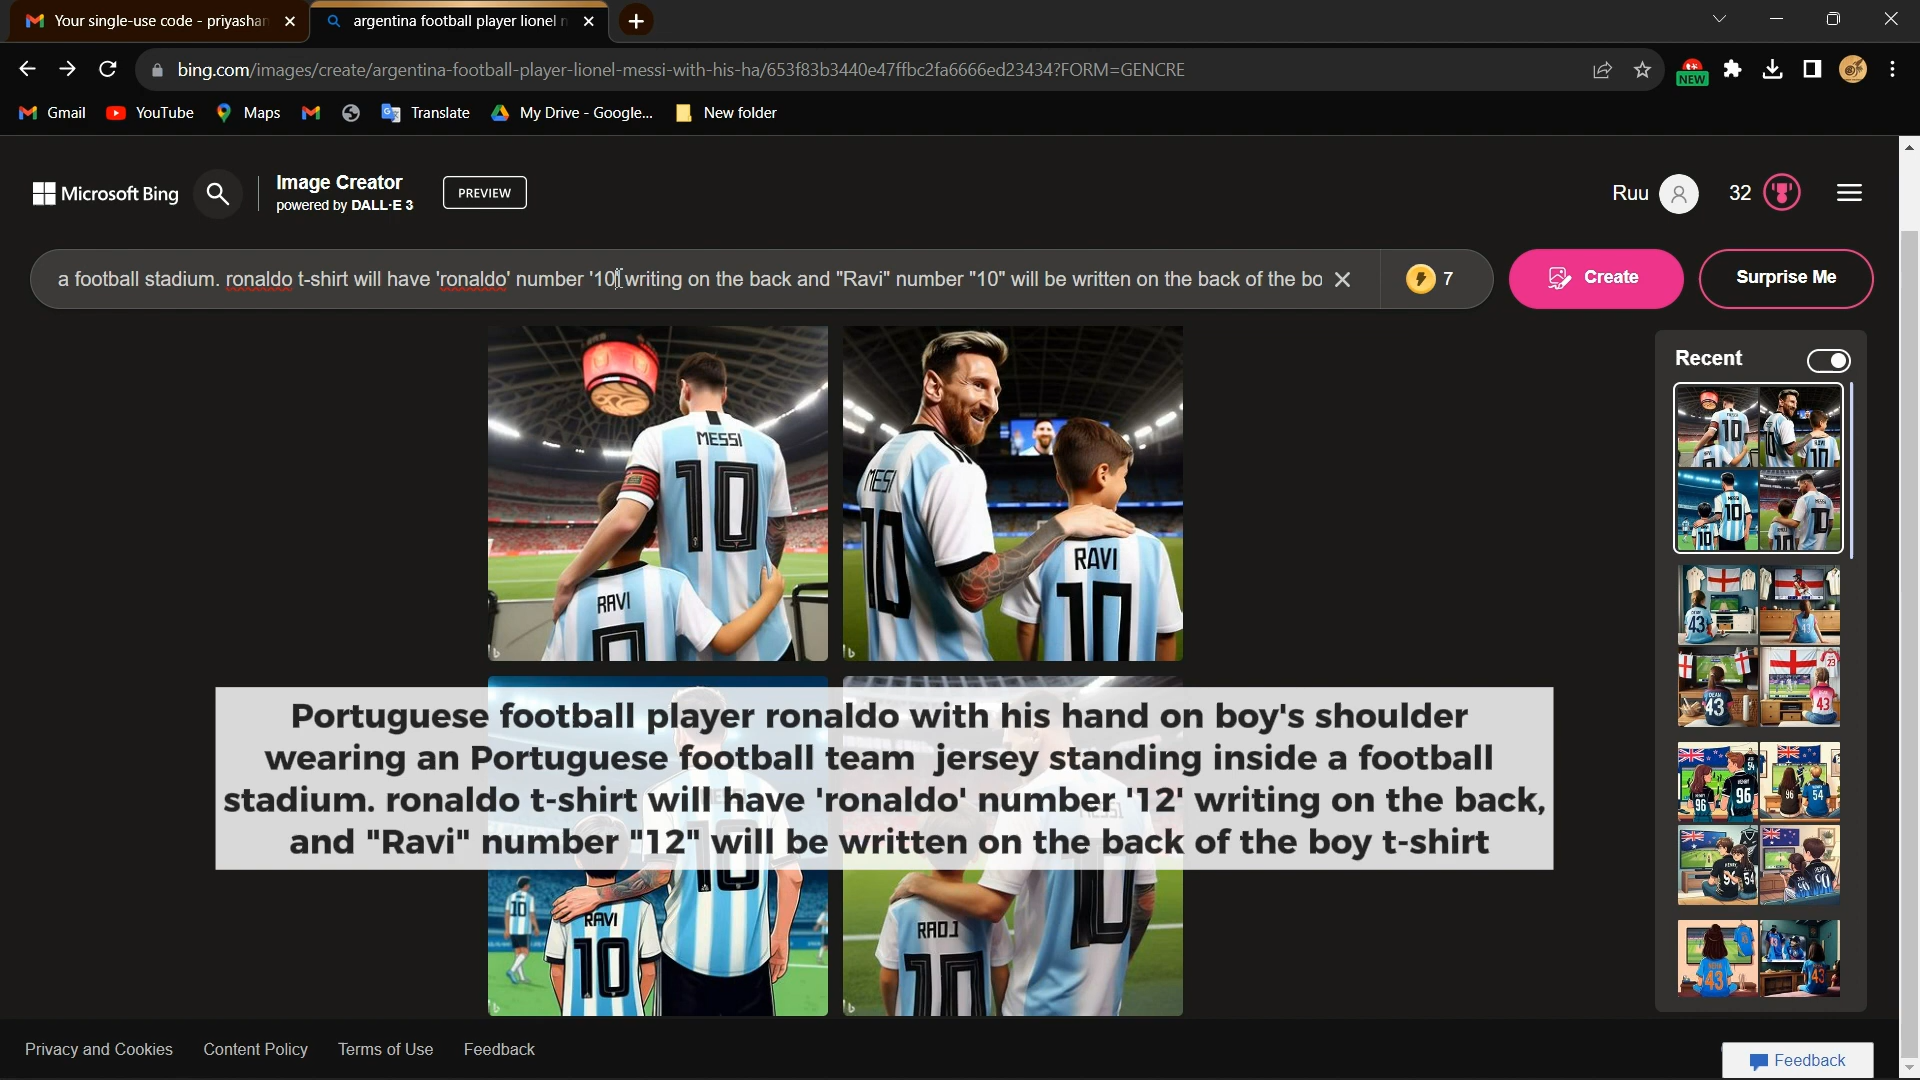 Your single-use code - priyashan
argentina football player lionel m
bing.com/images/create/argentina-football-player-lionel-messi-with-his-ha/653f83b3440e47ffbc2fa6666ed23434?FORM=GENCRE
NEW
Gmail
YouTube
Maps
Translate
My Drive - Google...
New folder
Microsoft Bing
Image Creator
powered by DALL·E 3
PREVIEW
Ruu
32
a football stadium. ronaldo t-shirt will have 'ronaldo' number '10' writing on the back and "Ravi" number "10" will be written on the back of the bo
7
Create
Surprise Me
MESSI
10
RAVI
MESI
10
RAVI
10
Recent
Portuguese football player ronaldo with his hand on boy's shoulder
wearing an Portuguese football team jersey standing inside a football
stadium. ronaldo t-shirt will have 'ronaldo' number '12' writing on the back,
and "Ravi" number "12" will be written on the back of the boy t-shirt
10
10
RAVI
10
10
10
Privacy and Cookies
Content Policy
Terms of Use
Feedback
Feedback